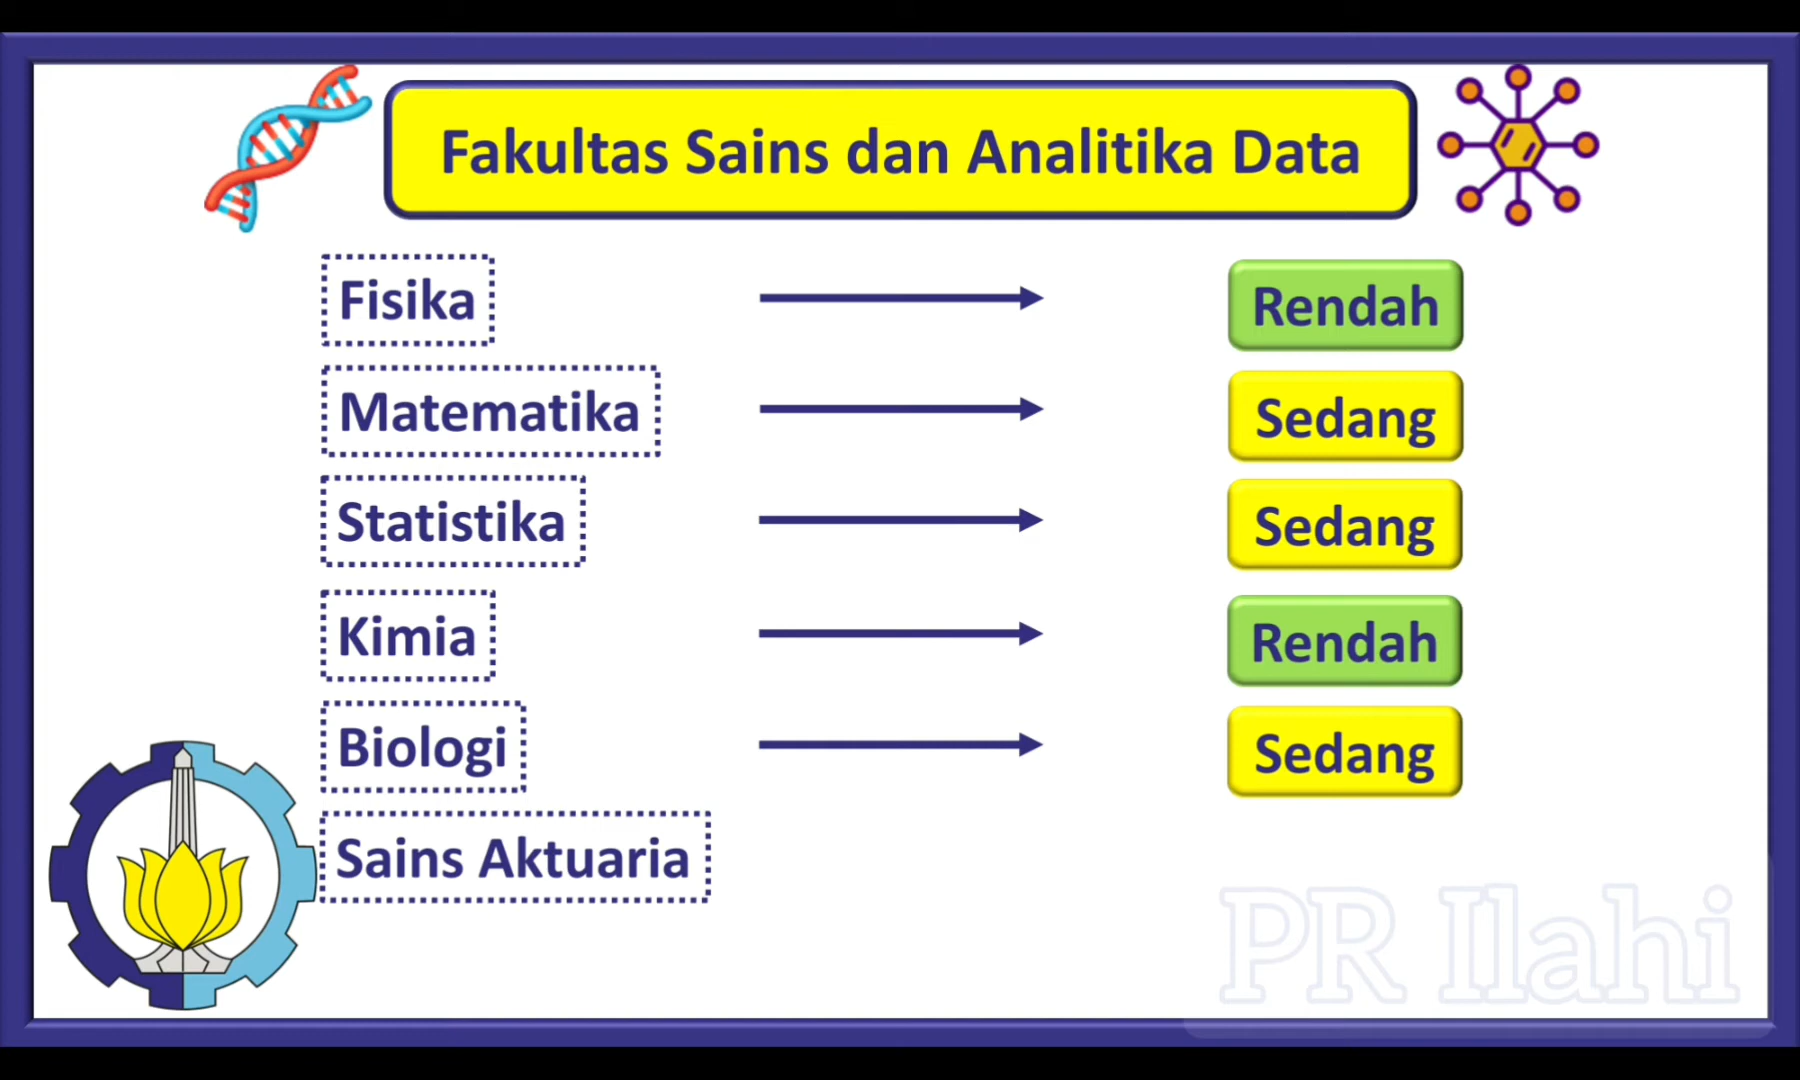 Fakultas Sains dan Analitika Data
Fisika Rendah
Matematika Sedang
Statistika Sedang
Kimia Rendah
Biologi Sedang
Sains Aktuaria
PR Ilahi